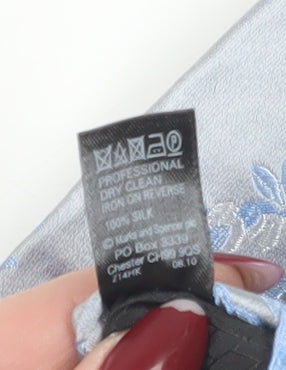 PROFESSIONAL
DRY CLEAN
IRON ON REVERSE
100% SILK
© Marks and Spencer plc
PO Box 3339
Chester CH99 9QS
Z14HK 08.10